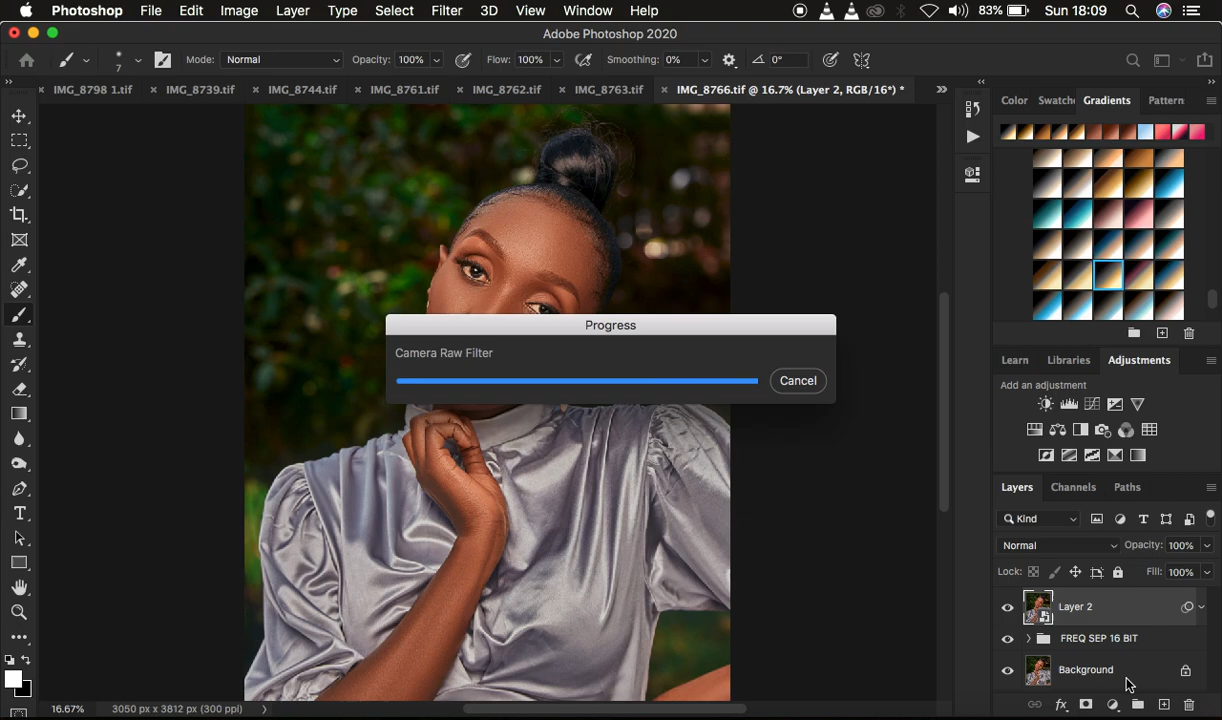 Photoshop File Edit Image Layer Type Select Filter 3D View Window Help 83% Sun 18:09
Adobe Photoshop 2020
7 Mode: Normal Opacity: 100% Flow: 100% Smoothing: 0% 0°
IMG_8798 1.tif IMG_8739.tif IMG_8744.tif IMG_8761.tif IMG_8762.tif IMG_8763.tif IMG_8766.tif @ 16.7% (Layer 2, RGB/16*) *
Color Swatch Gradients Pattern
Progress
Camera Raw Filter
Cancel
Learn Libraries Adjustments
Add an adjustment
Layers Channels Paths
Kind
Normal Opacity: 100%
Lock: Fill: 100%
Layer 2
FREQ SEP 16 BIT
Background
fx
16.67% 3050 px x 3812 px (300 ppi)